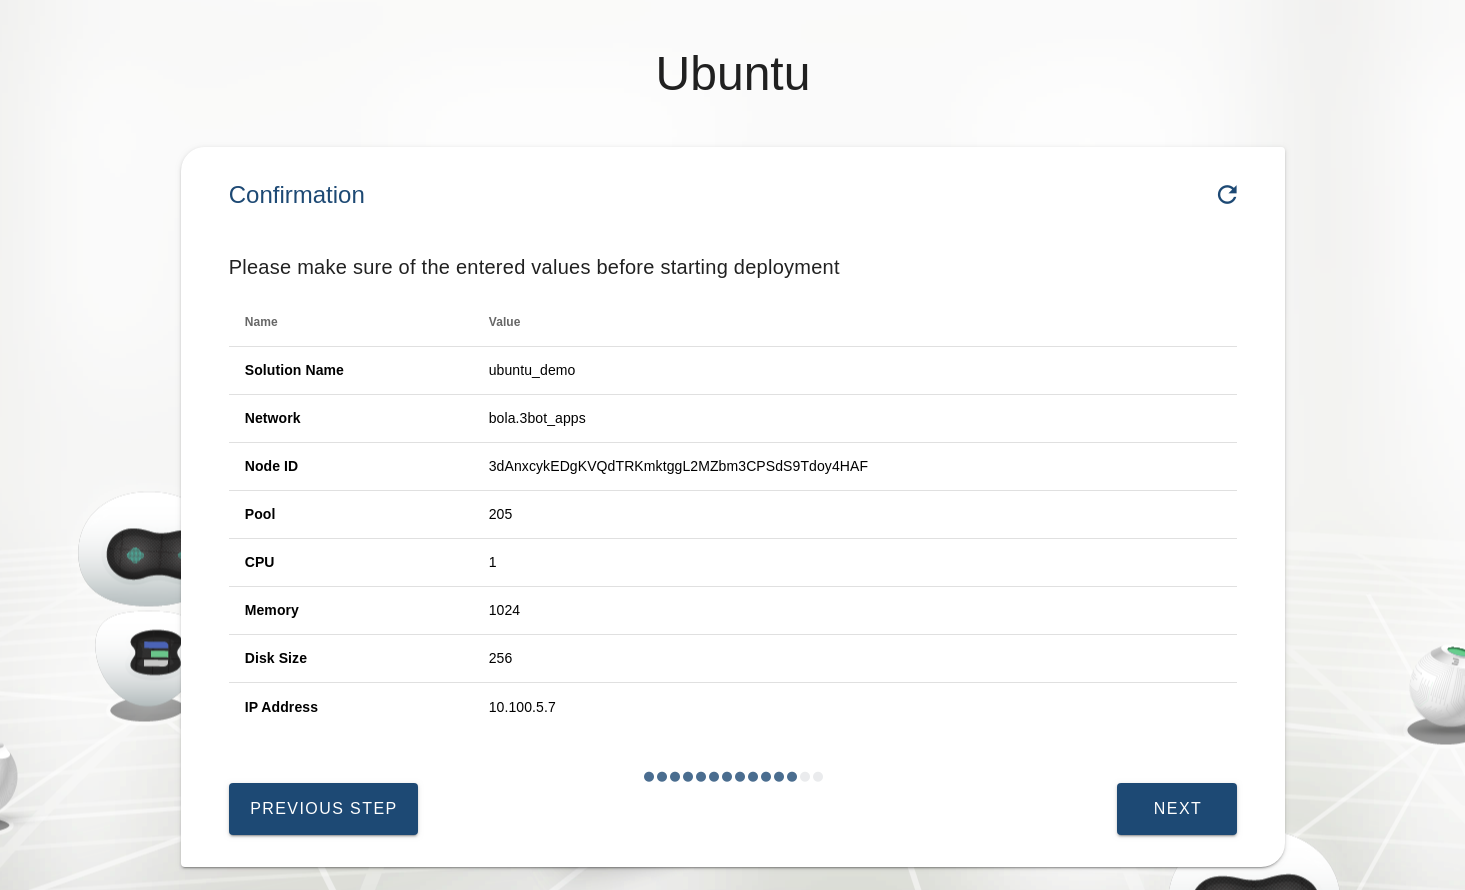 Ubuntu
Confirmation
Please make sure of the entered values before starting deployment
Name Value
Solution Name ubuntu_demo
Network bola.3bot_apps
Node ID 3dAnxcykEDgKVQdTRKmktggL2MZbm3CPSdS9Tdoy4HAF
Pool 205
CPU 1
Memory 1024
Disk Size 256
IP Address 10.100.5.7
PREVIOUS STEP NEXT